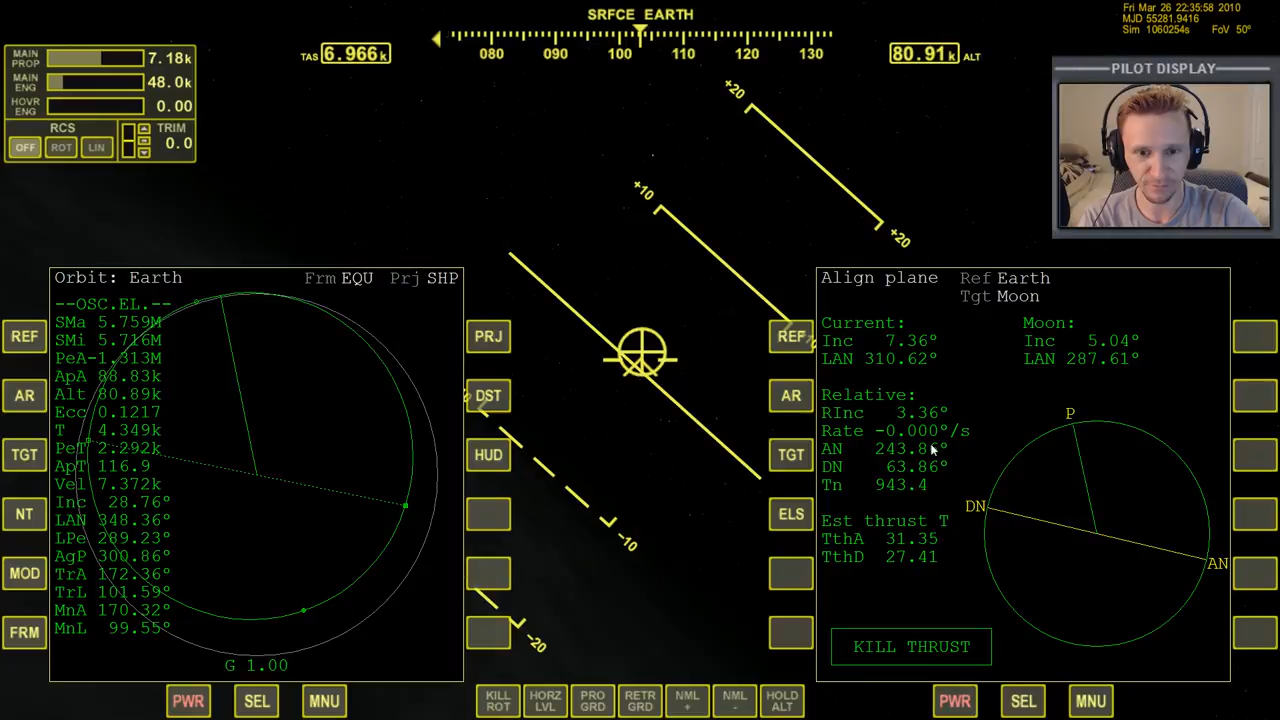 SRFCE EARTH
080 090 100 110 120 130
TAS 6.966k
80.91k ALT
Fri Mar 26 22:35:58 2010
MJD 55281.9416
Sim 1060254s FoV 50°
MAIN PROP 7.18k
MAIN ENG 48.0k
HOVR ENG 0.00
RCS TRIM
OFF ROT LIN 0.0
PILOT DISPLAY
+20
+20
+10
-10
-20
Orbit: Earth Frm EQU Prj SHP
--OSC.EL.--
SMa 5.759M
SMi 5.716M
PeA-1.313M
ApA 88.83k
Alt 80.89k
Ecc 0.1217
T 4.349k
PeT 2.292k
ApT 116.9
Vel 7.372k
Inc 28.76°
LAN 348.36°
LPe 289.23°
AgP 300.86°
TrA 172.36°
TrL 101.59°
MnA 170.32°
MnL 99.55°
G 1.00
REF
AR
TGT
NT
MOD
FRM
PRJ
DST
HUD
PWR SEL MNU
KILL ROT
HORZ LVL
PRO GRD
RETR GRD
NML +
NML -
HOLD ALT
REF
AR
TGT
ELS
Align plane Ref Earth
Tgt Moon
Current: Moon:
Inc 7.36° Inc 5.04°
LAN 310.62° LAN 287.61°
Relative:
RInc 3.36°
Rate -0.000°/s
AN 243.86°
DN 63.86°
Tn 943.4
Est thrust T
TthA 31.35
TthD 27.41
P
DN
AN
KILL THRUST
PWR SEL MNU